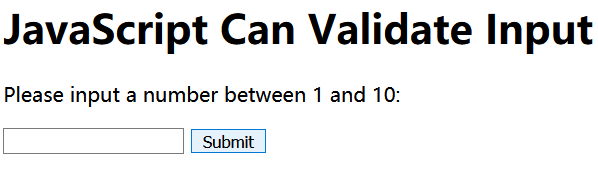 JavaScript Can Validate Input
Please input a number between 1 and 10:
Submit